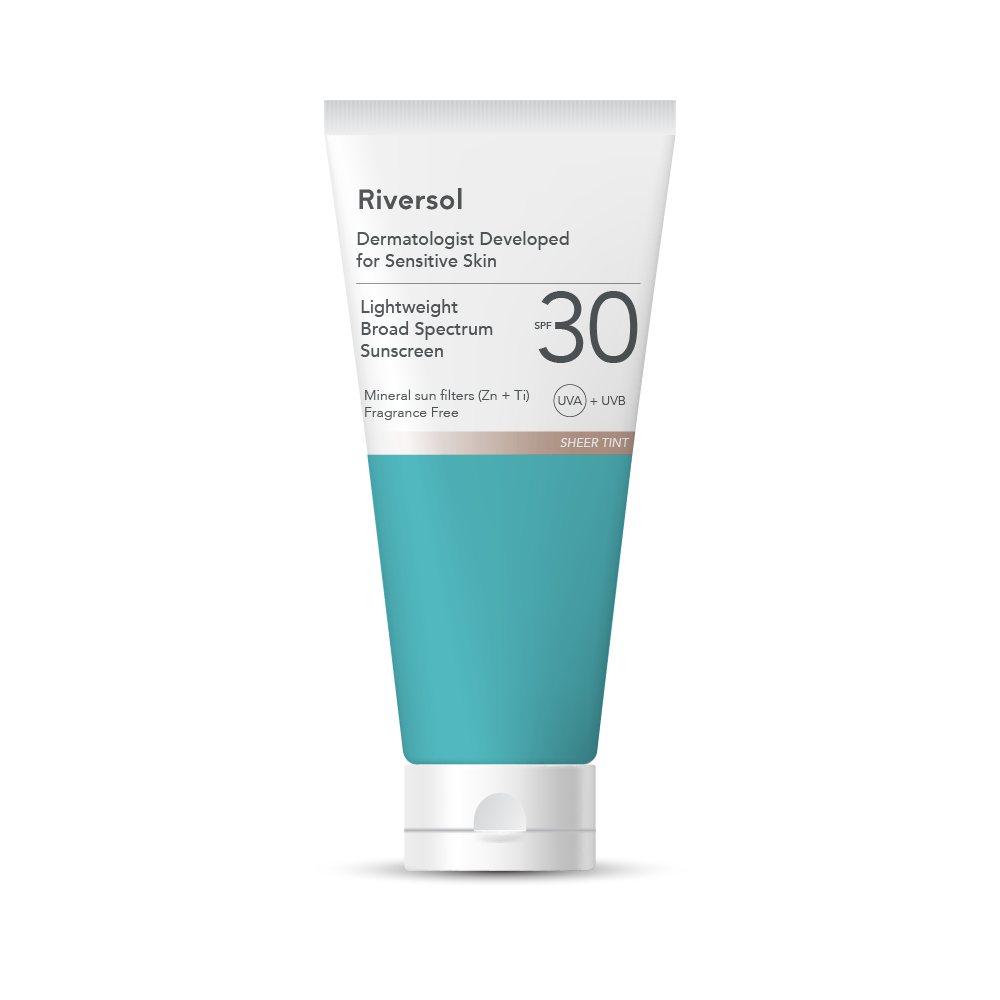 Riversol
Dermatologist Developed
for Sensitive Skin
Lightweight
Broad Spectrum
Sunscreen
SPF 30
Mineral sun filters (Zn + Ti)
Fragrance Free
UVA + UVB
SHEER TINT